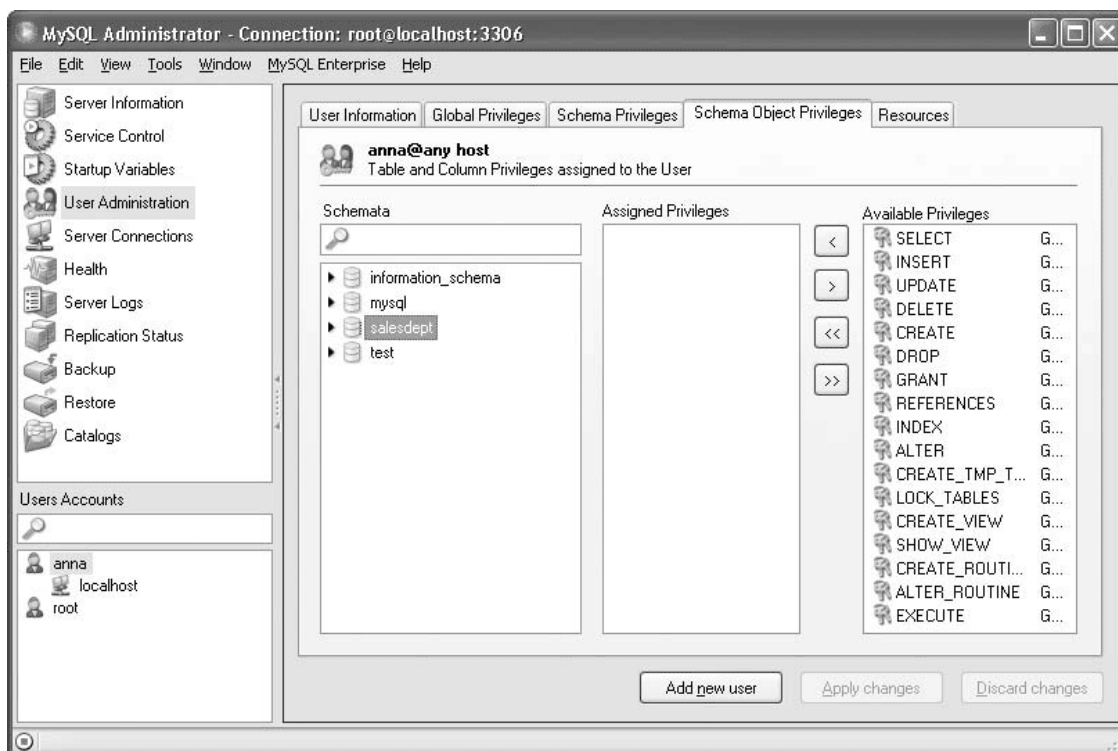 MySQL Administrator - Connection: root@localhost:3306
File Edit View Tools Window MySQL Enterprise Help
Server Information
Service Control
Startup Variables
User Administration
Server Connections
Health
Server Logs
Replication Status
Backup
Restore
Catalogs
Users Accounts
anna
localhost
root
User Information Global Privileges Schema Privileges Schema Object Privileges Resources
anna@any host
Table and Column Privileges assigned to the User
Schemata
information_schema
mysql
salesdept
test
Assigned Privileges
<
>
<<
>>
Available Privileges
SELECT G...
INSERT G...
UPDATE G...
DELETE G...
CREATE G...
DROP G...
GRANT G...
REFERENCES G...
INDEX G...
ALTER G...
CREATE_TMP_T... G...
LOCK_TABLES G...
CREATE_VIEW G...
SHOW_VIEW G...
CREATE_ROUTI... G...
ALTER_ROUTINE G...
EXECUTE G...
Add new user Apply changes Discard changes